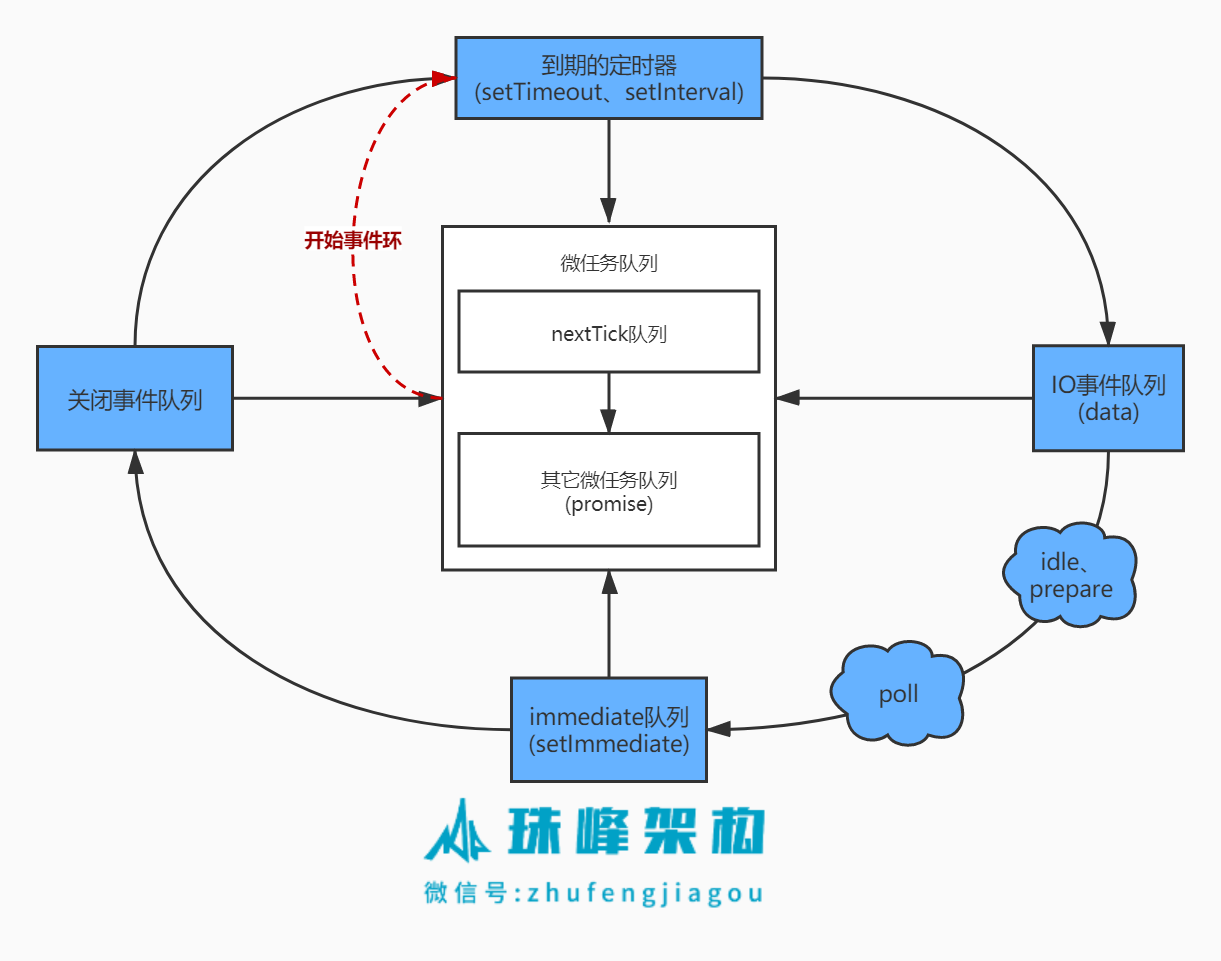 到期的定时器
(setTimeout、setInterval)
开始事件环
微任务队列
nextTick队列
关闭事件队列
IO事件队列
(data)
其它微任务队列
(promise)
idle、
prepare
poll
immediate队列
(setImmediate)
珠峰架构
微信号:zhufengjiagou